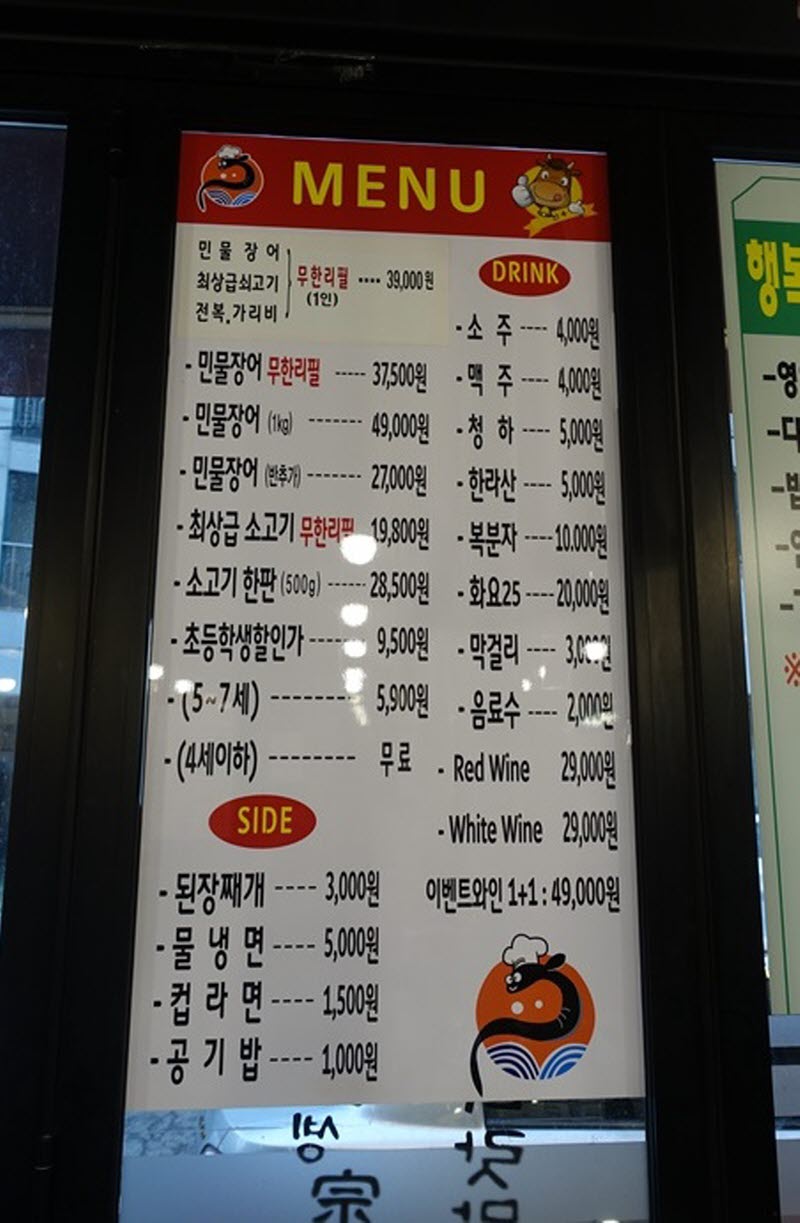 MENU
민물장어
최상급쇠고기
전복.가리비
무한리필 ···· 39,000원
(1인)
- 민물장어 무한리필 ----- 37,500원
- 민물장어 (1kg) ------- 49,000원
- 민물장어 (반추가) ------- 27,000원
- 최상급 소고기 무한리필 19,800원
- 소고기 한판 (500g) ------ 28,500원
- 초등학생할인가 ------ 9,500원
- (5~7세) --------- 5,900원
- (4세이하) --------- 무료
SIDE
- 된장째개 ---- 3,000원
- 물냉면 ---- 5,000원
- 컵라면 ---- 1,500원
- 공기밥 ---- 1,000원
DRINK
- 소주 ---- 4,000원
- 맥주 ---- 4,000원
- 청하 ---- 5,000원
- 한라산 ---- 5,000원
- 복분자 ---- 10.000원
- 화요25 ---- 20,000원
- 막걸리 ---- 3,000원
- 음료수 ---- 2,000원
- Red Wine 29,000원
- White Wine 29,000원
이벤트와인 1+1 : 49,000원
행복